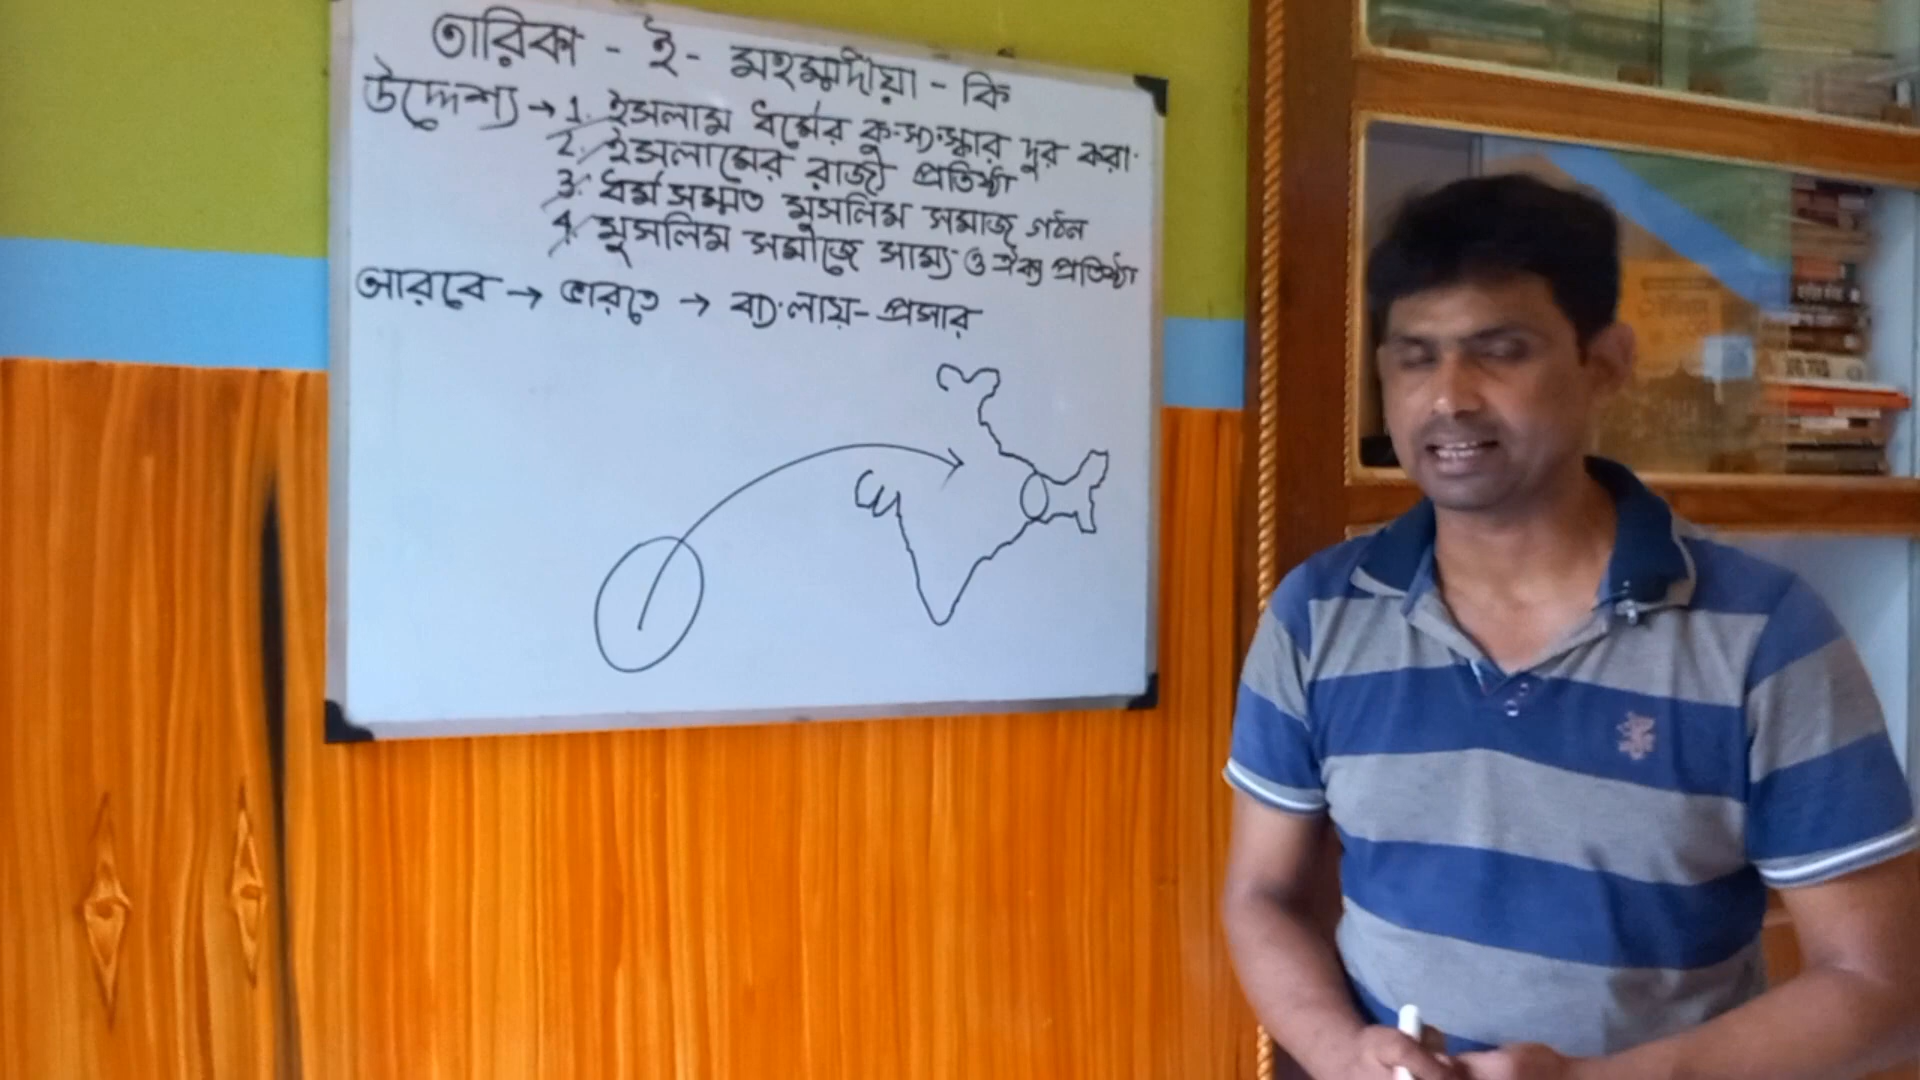 তারিকা - ই - মহম্মদীয়া - কি
উদ্দেশ্য → 1. ইসলাম ধর্মের কু:সং:স্কার দূর করা.
2. ইসলামের রাজ্য প্রতিষ্ঠা
3. ধর্ম সম্মত মুসলিম সমাজ গঠন
4. মুসলিম সমাজে সাম্য ও ঐক্য প্রতিষ্ঠা
আরবে → ভারতে → বাংলায় - প্রসার